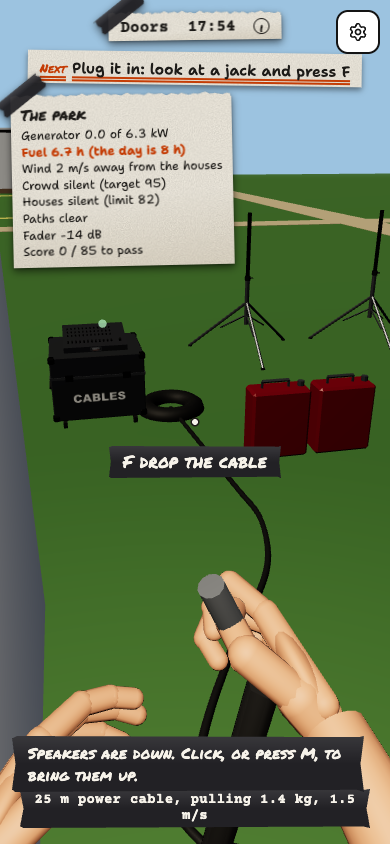 Doors 17:54
NEXT Plug it in: look at a jack and press F
THE PARK
Generator 0.0 of 6.3 kW
Fuel 6.7 h (the day is 8 h)
Wind 2 m/s away from the houses
Crowd silent (target 95)
Houses silent (limit 82)
Paths clear
Fader -14 dB
Score 0 / 85 to pass
CABLES
F DROP THE CABLE
SPEAKERS ARE DOWN. CLICK, OR PRESS M, TO
BRING THEM UP.
25 m power cable, pulling 1.4 kg, 1.5
m/s